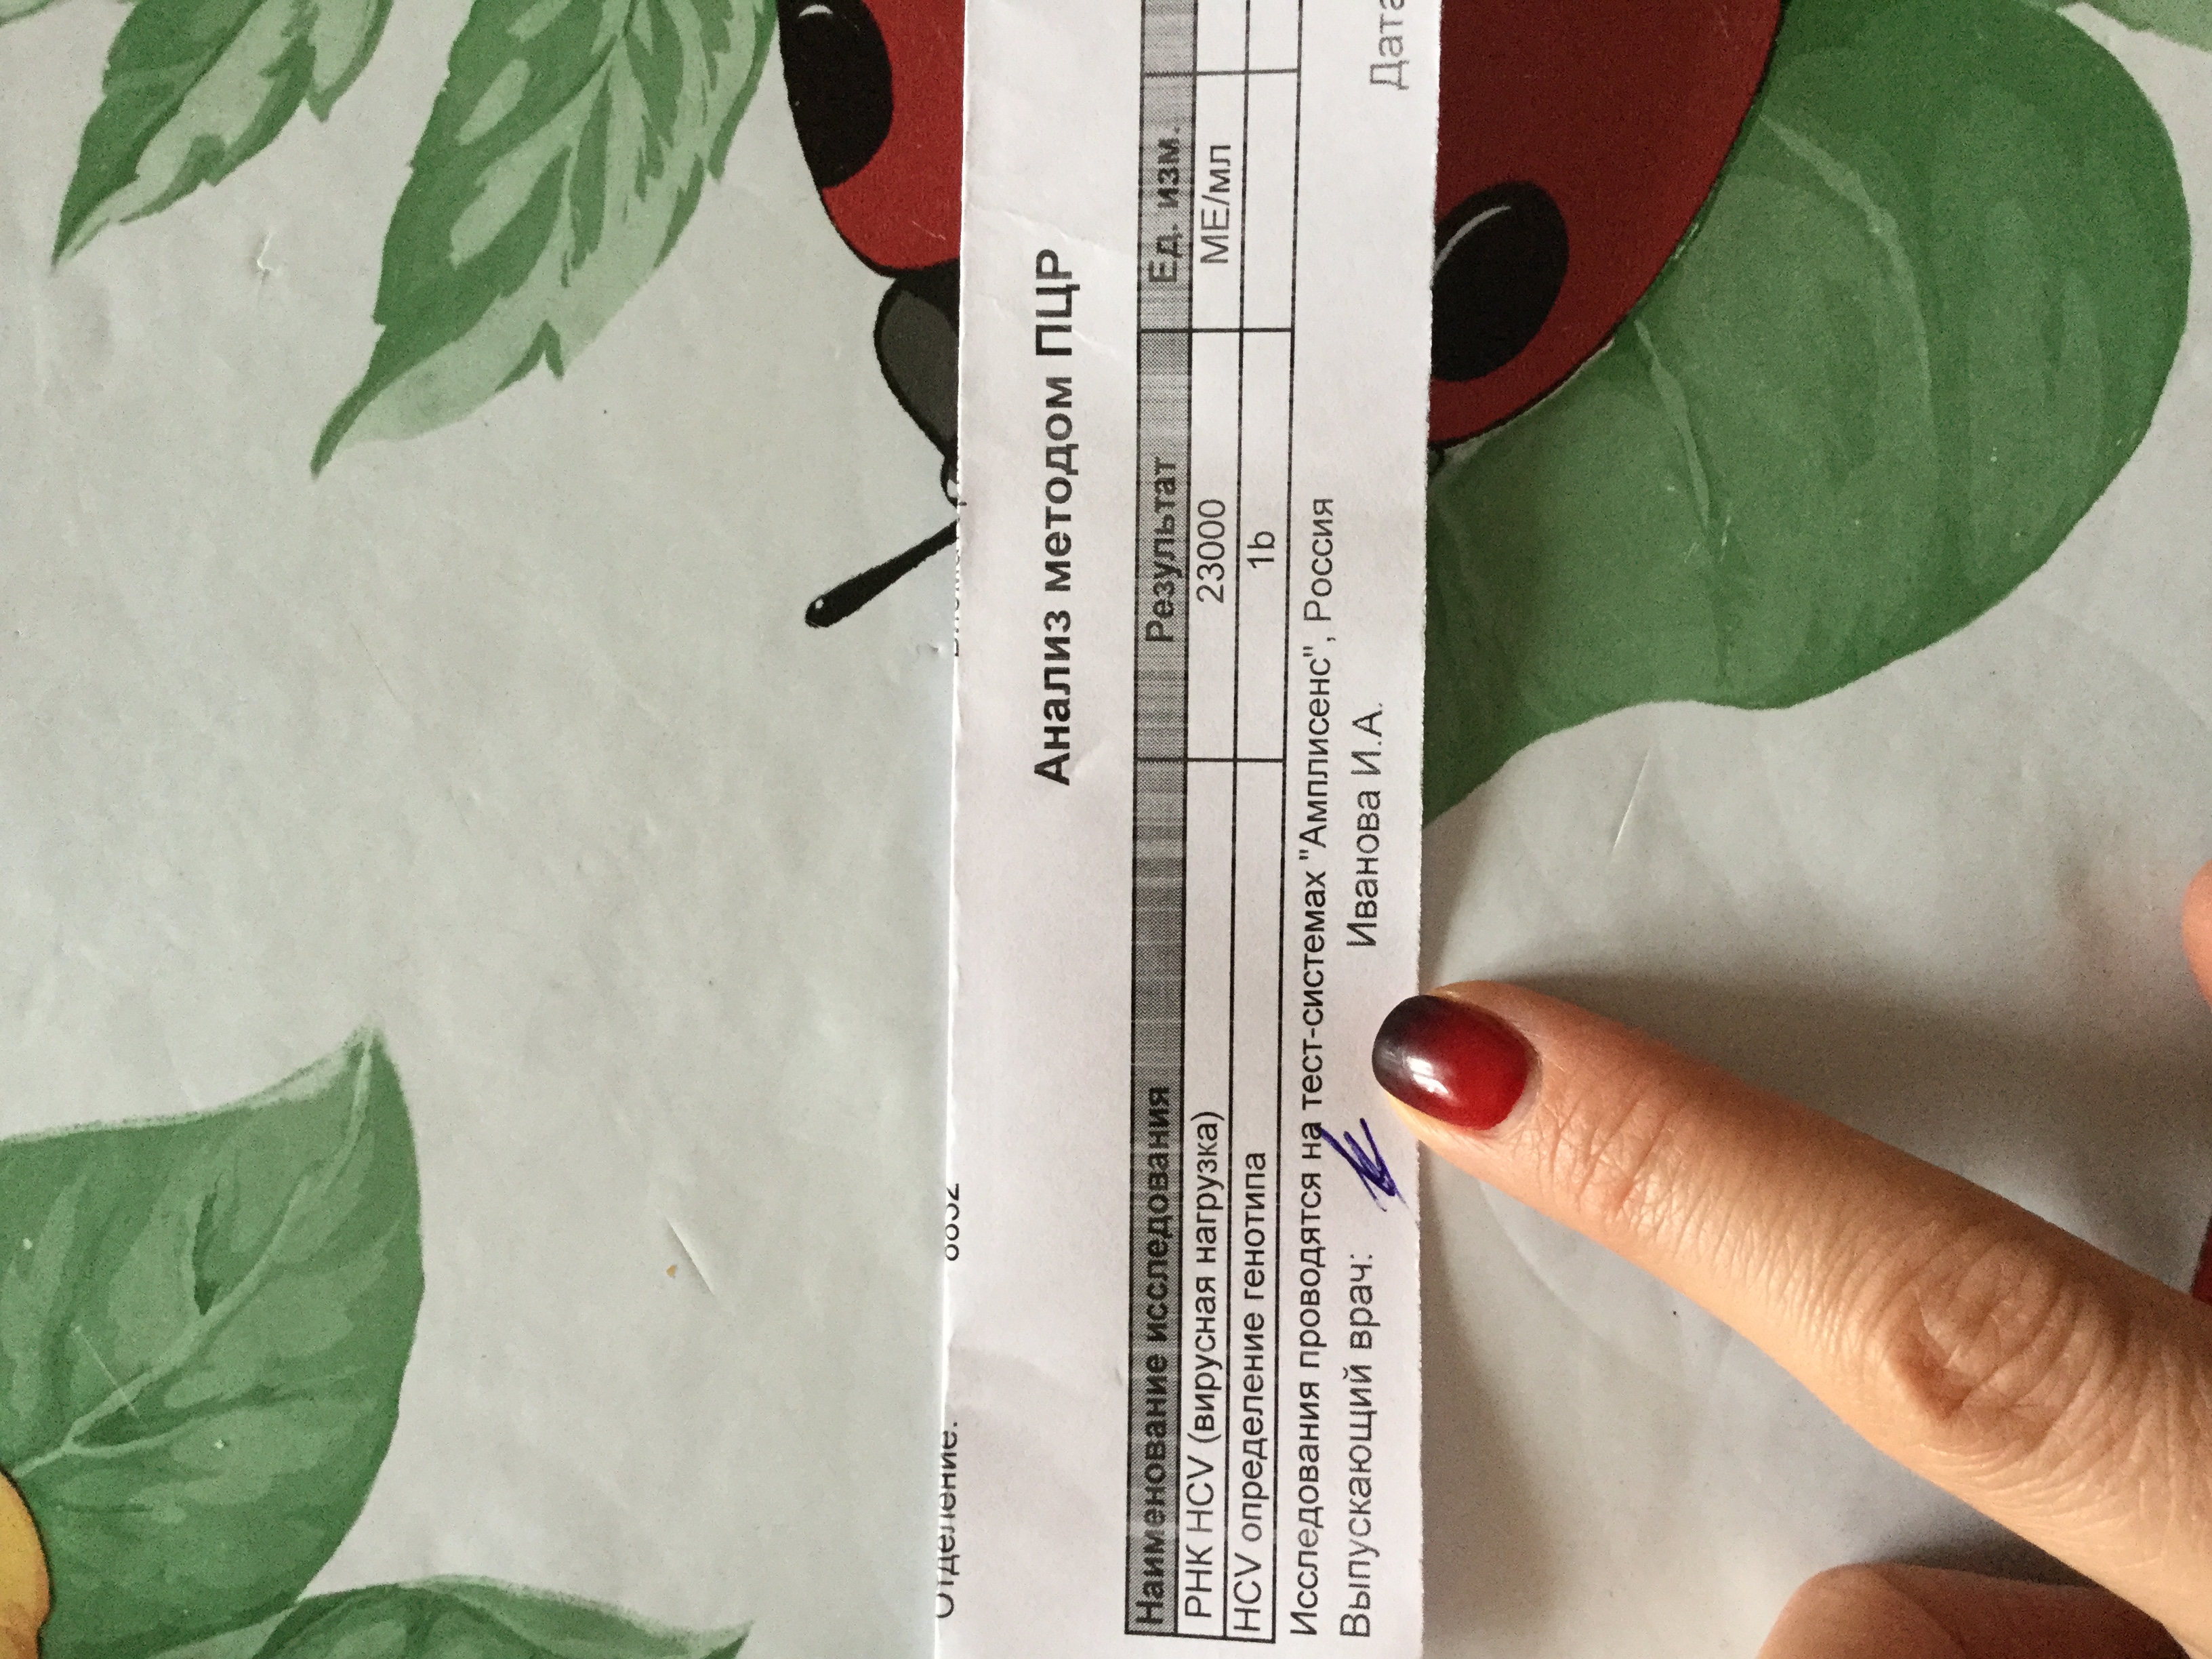 Отделение:
Анализ методом ПЦР
Наименование исследования Результат Ед. изм.
РНК HCV (вирусная нагрузка) 23000 МЕ/мл
HCV определение генотипа 1b
Исследования проводятся на тест-системах "Амплисенс", Россия
Выпускающий врач: Иванова И.А. Дата